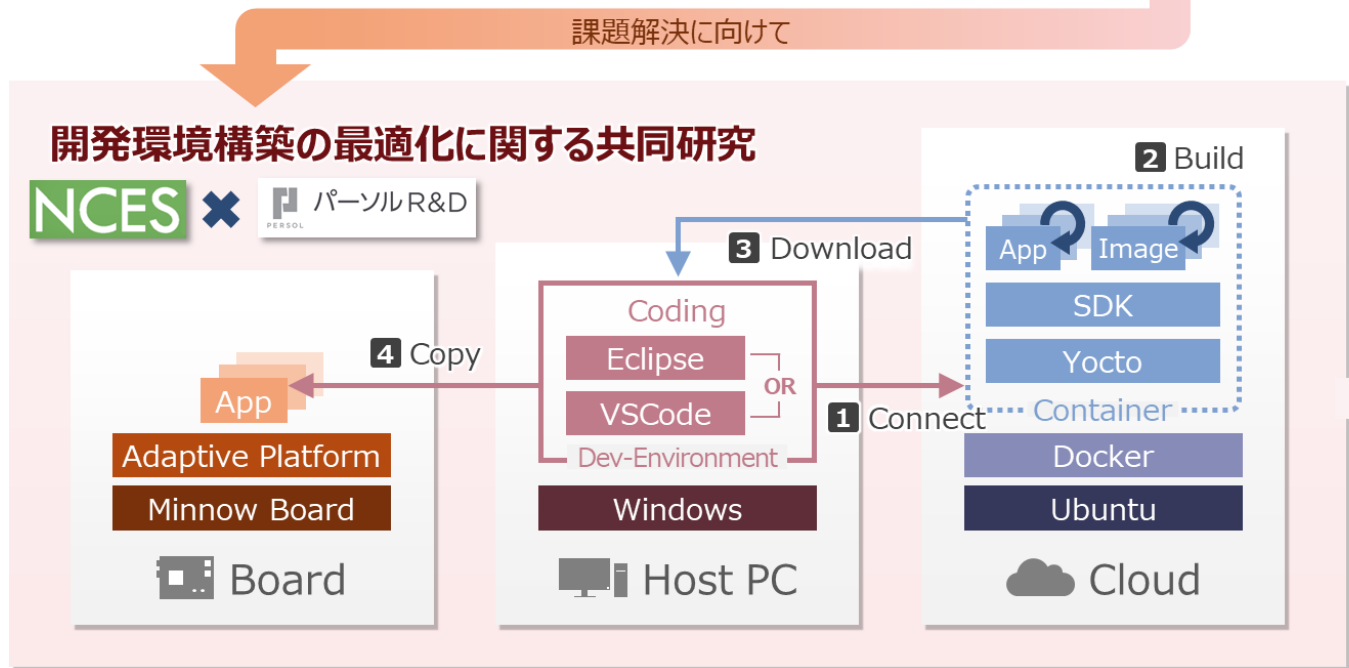 課題解決に向けて
開発環境構築の最適化に関する共同研究
NCES
パーソルR&D
PERSOL
2 Build
App
Image
3 Download
SDK
Coding
Yocto
Eclipse
4 Copy
OR
App
VSCode
1 Connect
Container
Adaptive Platform
Dev-Environment
Docker
Minnow Board
Windows
Ubuntu
Board
Host PC
Cloud